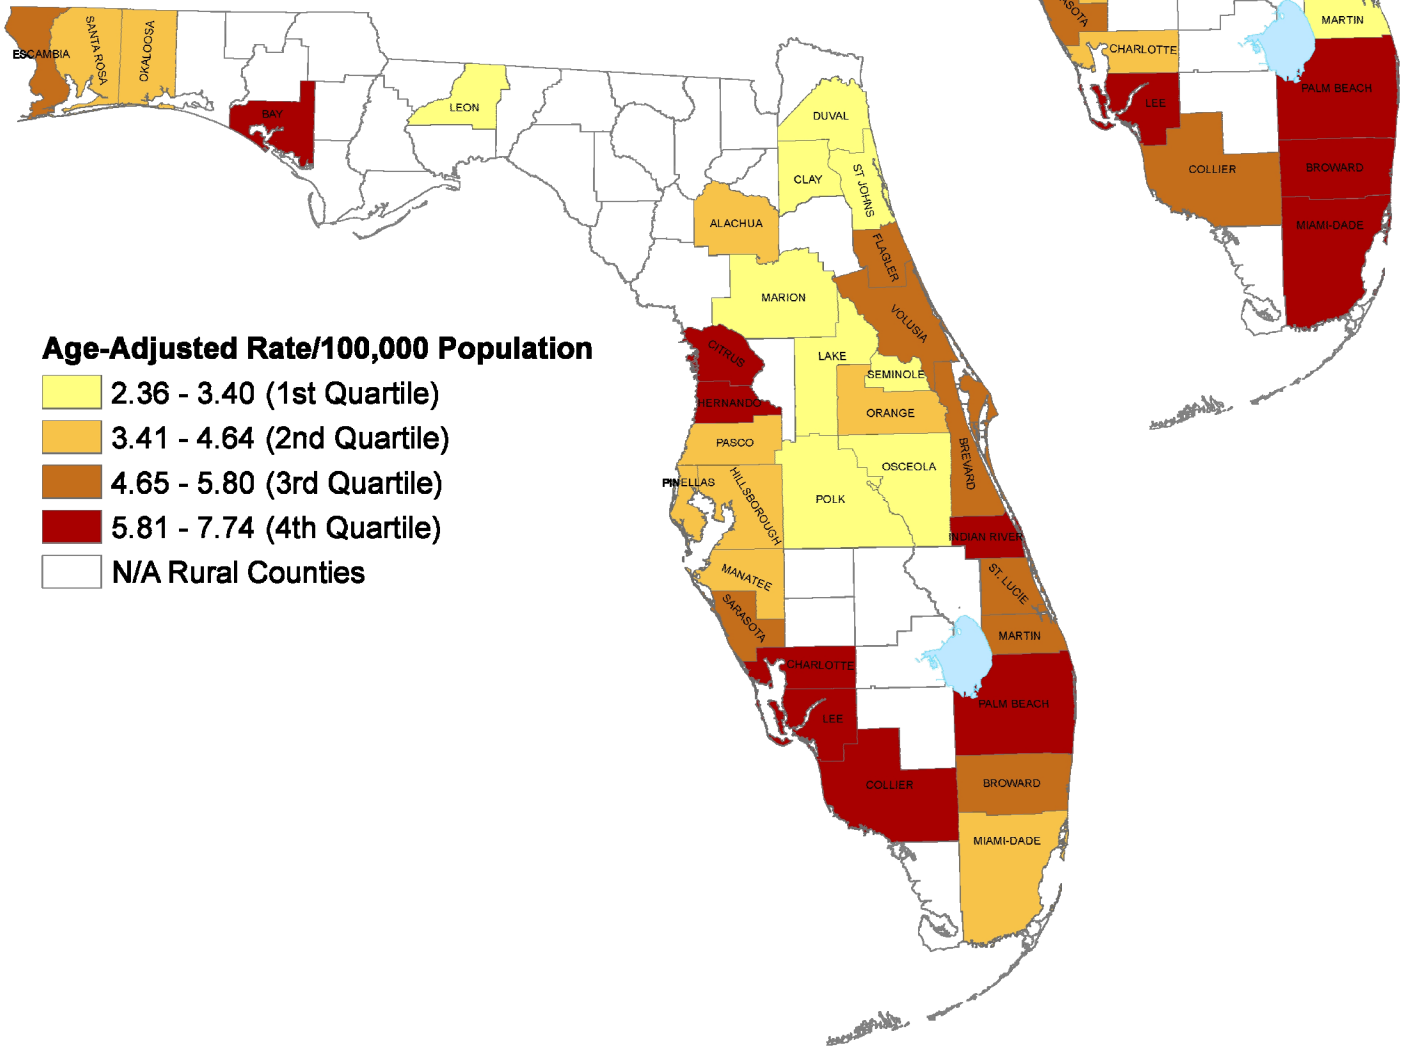 ESCAMBIA
SANTA ROSA
OKALOOSA
BAY
LEON
DUVAL
CLAY
ST JOHNS
ALACHUA
FLAGLER
MARION
VOLUSIA
CITRUS
LAKE
SEMINOLE
HERNANDO
ORANGE
PASCO
BREVARD
PINELLAS
HILLSBOROUGH
OSCEOLA
POLK
INDIAN RIVER
MANATEE
ST. LUCIE
SARASOTA
MARTIN
CHARLOTTE
LEE
PALM BEACH
COLLIER
BROWARD
MIAMI-DADE
Age-Adjusted Rate/100,000 Population
2.36 - 3.40 (1st Quartile)
3.41 - 4.64 (2nd Quartile)
4.65 - 5.80 (3rd Quartile)
5.81 - 7.74 (4th Quartile)
N/A Rural Counties
ASOTA
MARTIN
CHARLOTTE
LEE
PALM BEACH
COLLIER
BROWARD
MIAMI-DADE